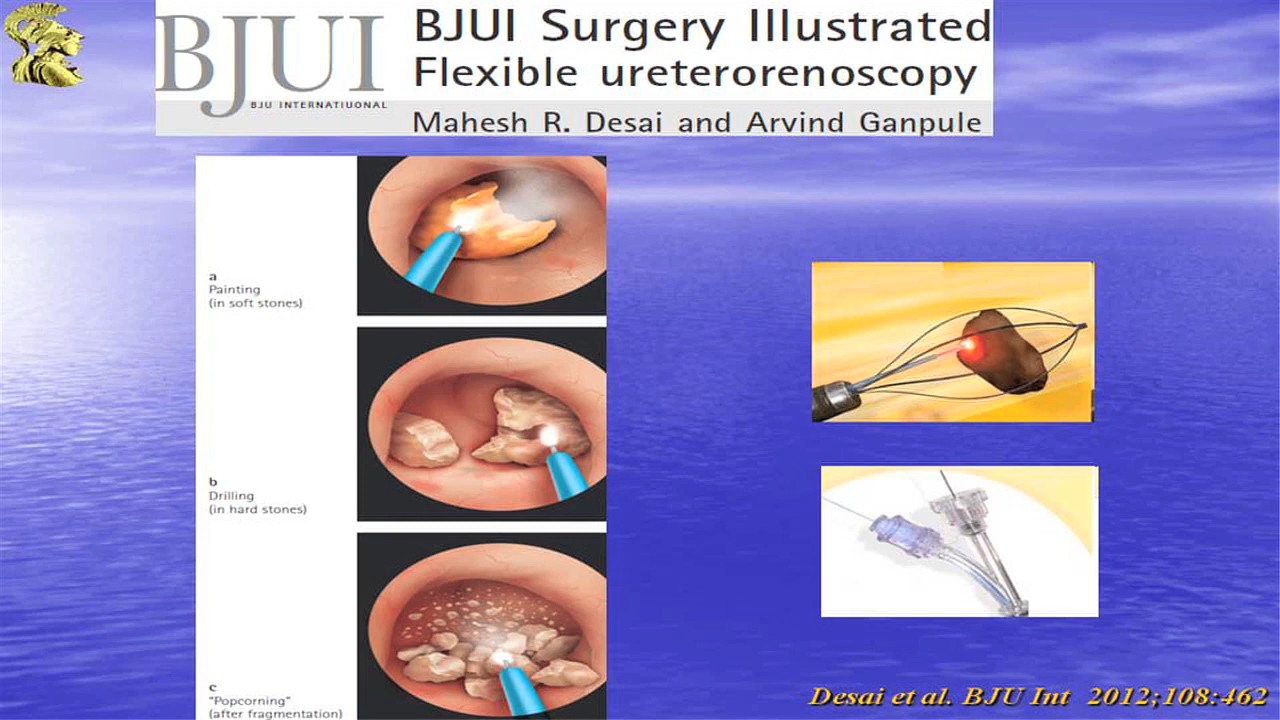 BJUI
BJU INTERNATIUONAL
BJUI Surgery Illustrated
Flexible ureterorenoscopy
Mahesh R. Desai and Arvind Ganpule
a
Painting
(in soft stones)
b
Drilling
(in hard stones)
c
"Popcorning"
(after fragmentation)
Desai et al. BJU Int 2012;108:462